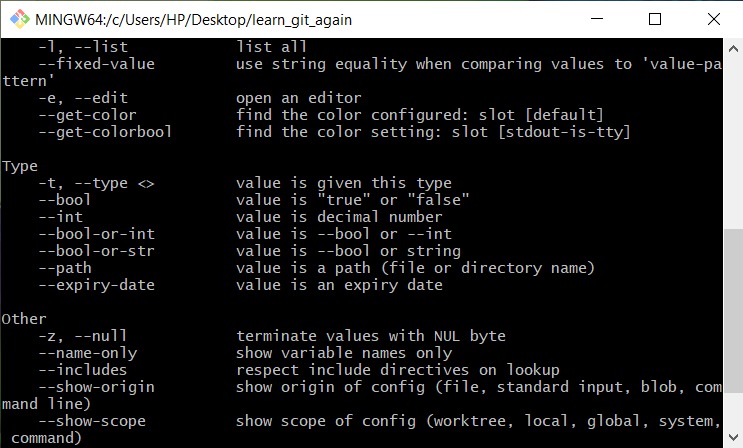 MINGW64:/c/Users/HP/Desktop/learn_git_again
-l, --list list all
--fixed-value use string equality when comparing values to 'value-pa
ttern'
-e, --edit open an editor
--get-color find the color configured: slot [default]
--get-colorbool find the color setting: slot [stdout-is-tty]
Type
-t, --type <> value is given this type
--bool value is "true" or "false"
--int value is decimal number
--bool-or-int value is --bool or --int
--bool-or-str value is --bool or string
--path value is a path (file or directory name)
--expiry-date value is an expiry date
Other
-z, --null terminate values with NUL byte
--name-only show variable names only
--includes respect include directives on lookup
--show-origin show origin of config (file, standard input, blob, com
mand line)
--show-scope show scope of config (worktree, local, global, system,
command)